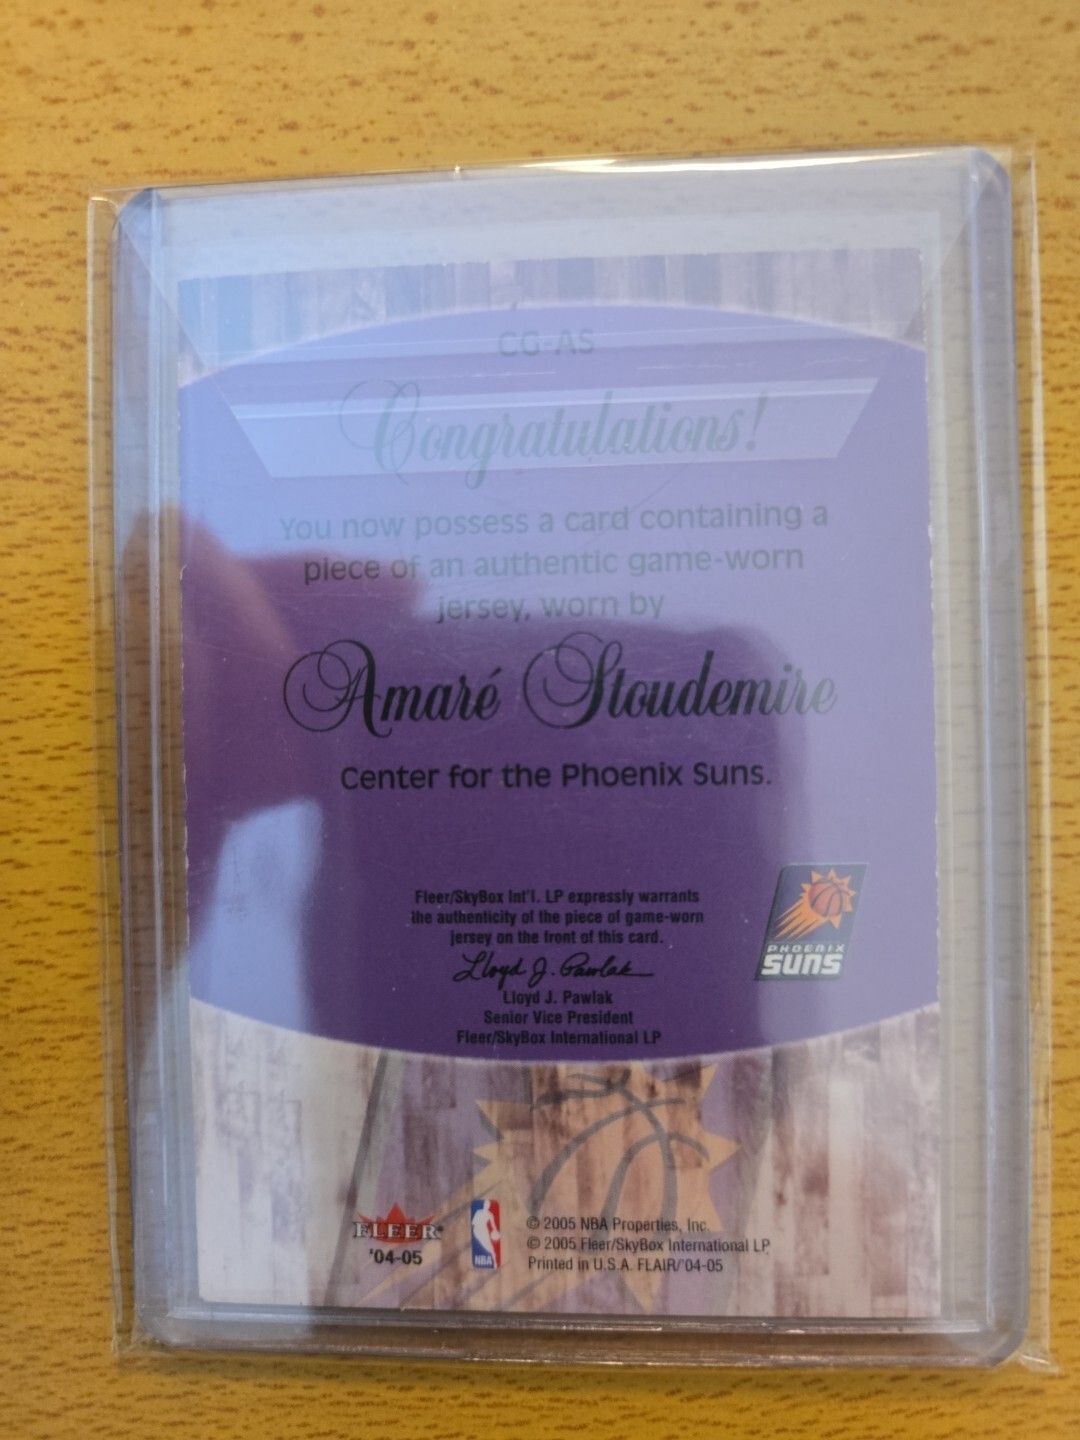 CG-AS
Congratulations!
You now possess a card containing a
piece of an authentic game-worn
jersey, worn by
Amaré Stoudemire
Center for the Phoenix Suns.
Fleer/SkyBox Int'l. LP expressly warrants
the authenticity of the piece of game-worn
jersey on the front of this card.
Lloyd J. Pawlak
Lloyd J. Pawlak
Senior Vice President
Fleer/SkyBox International LP
PHOENIX
SUNS
FLEER
'04-05
NBA
© 2005 NBA Properties, Inc.
© 2005 Fleer/SkyBox International LP
Printed in U.S.A. FLAIR/'04-05